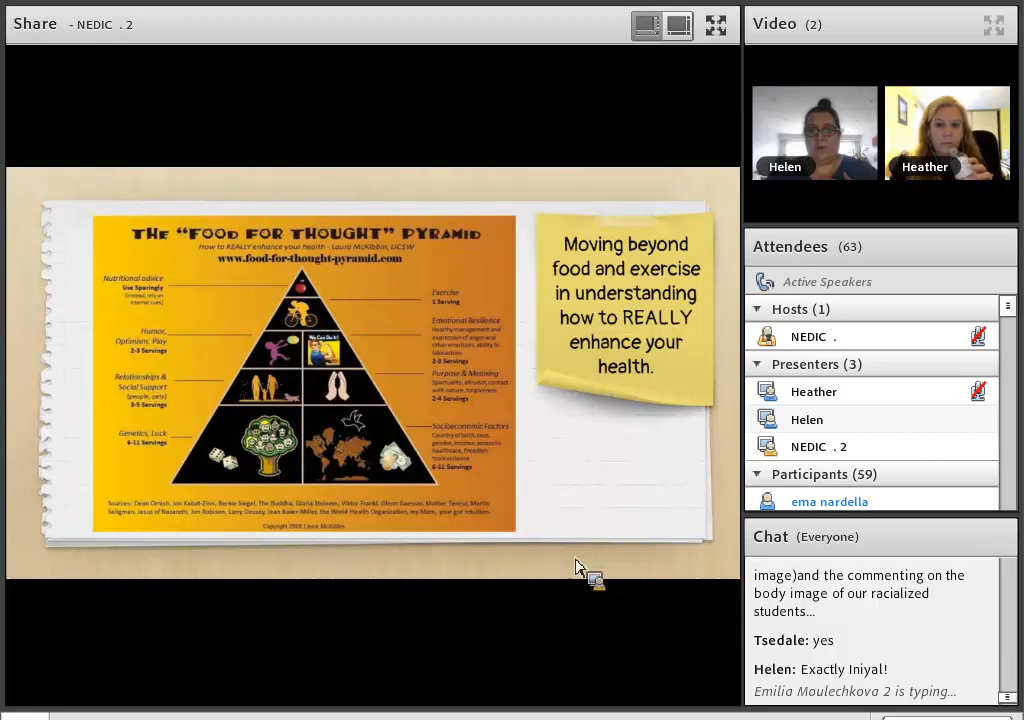 Share - NEDIC . 2
THE "FOOD FOR THOUGHT" PYRAMID
How to REALLY enhance your health - Laura McKibbin, LICSW
www.food-for-thought-pyramid.com
Nutritional advice
Use Sparingly
(instead, rely on
internal cues)
Humor,
Optimism, Play
2-3 Servings
Relationships &
Social Support
(people, pets)
3-5 Servings
Genetics, Luck
6-11 Servings
Exercise
1 Serving
Emotional Resilience
Healthy management and
expression of anger and
other emotions, ability to
take action
2-3 Servings
Purpose & Meaning
Spirituality, altruism, contact
with nature, forgiveness.
2-4 Servings
Socioeconomic Factors
Country of birth, race,
gender, income, access to
healthcare, freedom
from violence
6-11 Servings
We Can Do It!
Sources: Dean Ornish, Jon Kabat-Zinn, Bernie Siegel, The Buddha, Gloria Steinem, Viktor Frankl, Glenn Gaesser, Mother Teresa, Martin
Seligman, Jesus of Nazareth, Jon Robison, Larry Dossey, Jean Baker-Miller, the World Health Organization, my Mom, your gut intuition.
Copyright 2008 Laura McKibbin
Moving beyond
food and exercise
in understanding
how to REALLY
enhance your
health.
Video (2)
Helen
Heather
Attendees (63)
Active Speakers
Hosts (1)
NEDIC .
Presenters (3)
Heather
Helen
NEDIC . 2
Participants (59)
ema nardella
Chat (Everyone)
image)and the commenting on the
body image of our racialized
students...
Tsedale: yes
Helen: Exactly Iniyal!
Emilia Moulechkova 2 is typing...